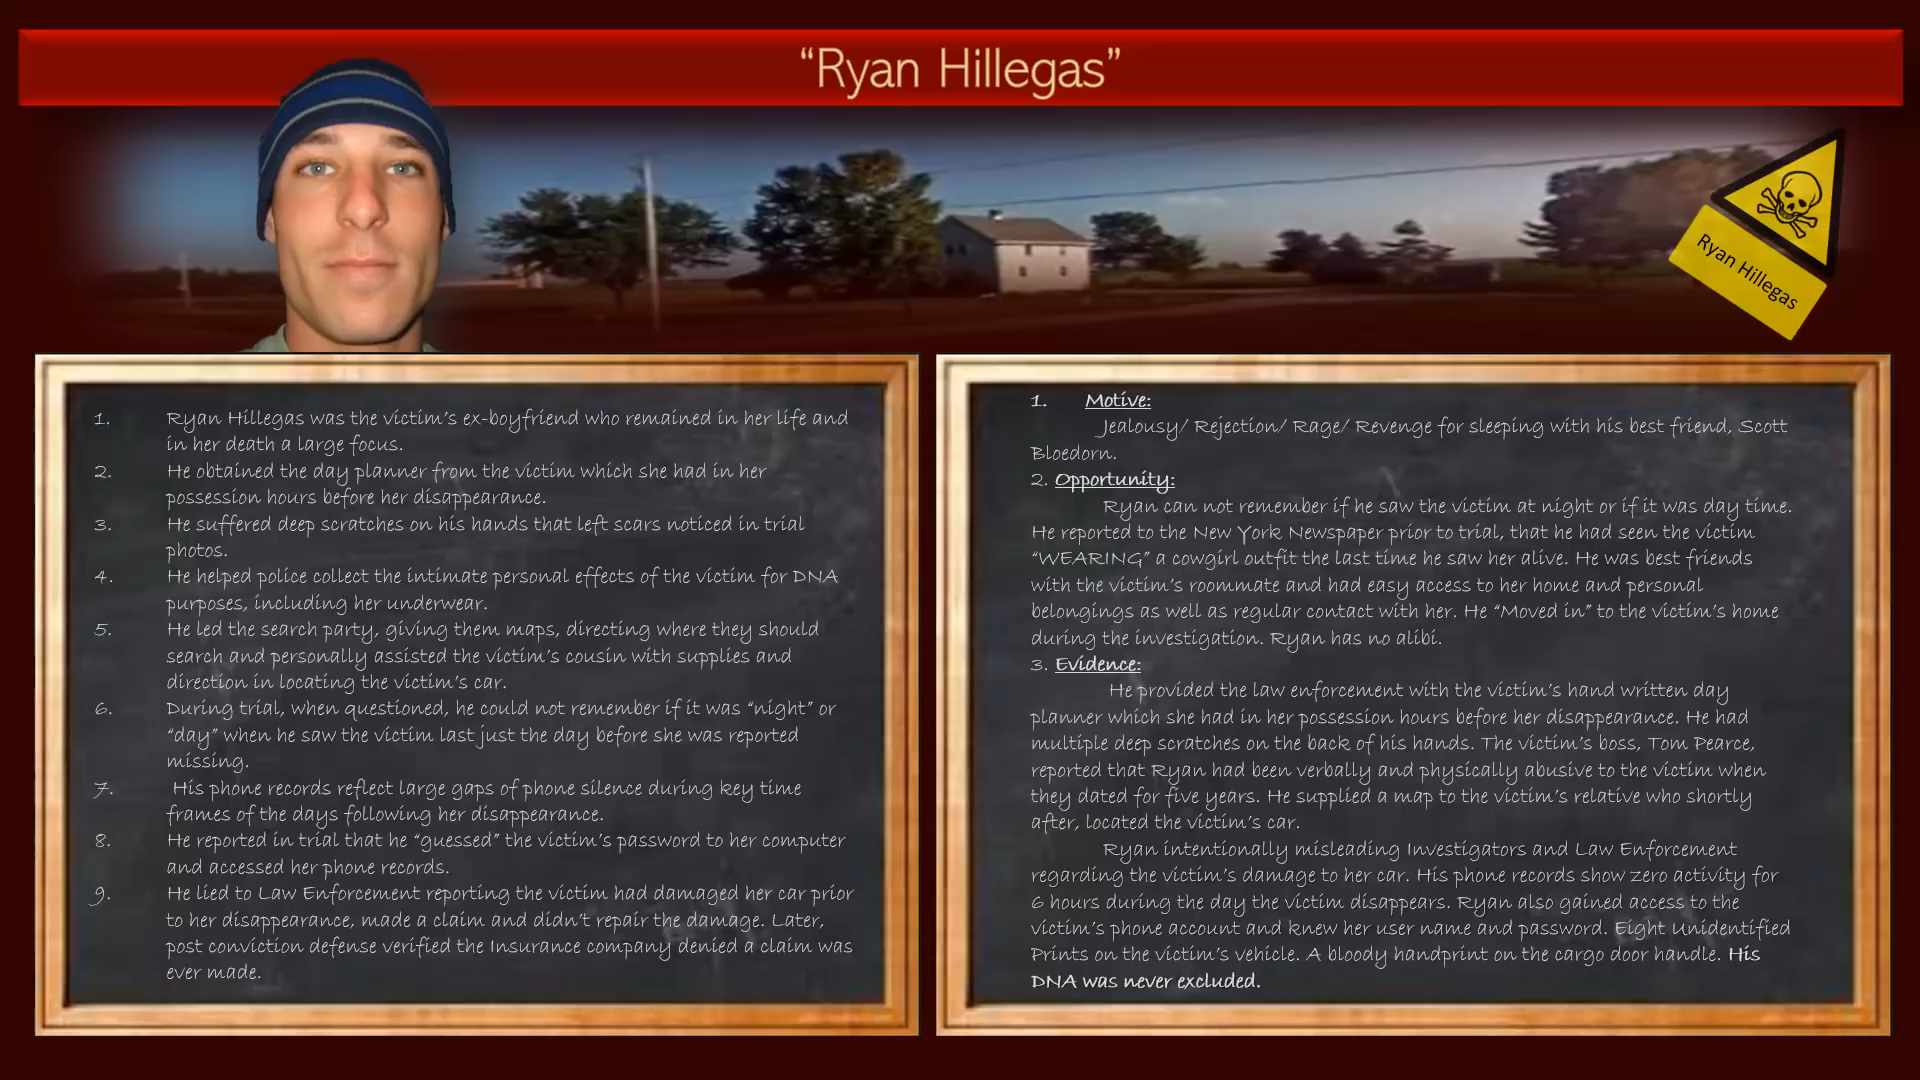 “Ryan Hillegas”
Ryan Hillegas
1. Ryan Hillegas was the victim’s ex-boyfriend who remained in her life and
in her death a large focus.
2. He obtained the day planner from the victim which she had in her
possession hours before her disappearance.
3. He suffered deep scratches on his hands that left scars noticed in trial
photos.
4. He helped police collect the intimate personal effects of the victim for DNA
purposes, including her underwear.
5. He led the search party, giving them maps, directing where they should
search and personally assisted the victim’s cousin with supplies and
direction in locating the victim’s car.
6. During trial, when questioned, he could not remember if it was “night” or
“day” when he saw the victim last just the day before she was reported
missing.
7. His phone records reflect large gaps of phone silence during key time
frames of the days following her disappearance.
8. He reported in trial that he “guessed” the victim’s password to her computer
and accessed her phone records.
9. He lied to Law Enforcement reporting the victim had damaged her car prior
to her disappearance, made a claim and didn’t repair the damage. Later,
post conviction defense verified the Insurance company denied a claim was
ever made.
1. Motive:
Jealousy/ Rejection/ Rage/ Revenge for sleeping with his best friend, Scott
Bloedorn.
2. Opportunity:
Ryan can not remember if he saw the victim at night or if it was day time.
He reported to the New York Newspaper prior to trial, that he had seen the victim
“WEARING” a cowgirl outfit the last time he saw her alive. He was best friends
with the victim’s roommate and had easy access to her home and personal
belongings as well as regular contact with her. He “Moved in” to the victim’s home
during the investigation. Ryan has no alibi.
3. Evidence:
He provided the law enforcement with the victim’s hand written day
planner which she had in her possession hours before her disappearance. He had
multiple deep scratches on the back of his hands. The victim’s boss, Tom Pearce,
reported that Ryan had been verbally and physically abusive to the victim when
they dated for five years. He supplied a map to the victim’s relative who shortly
after, located the victim’s car.
Ryan intentionally misleading Investigators and Law Enforcement
regarding the victim’s damage to her car. His phone records show zero activity for
6 hours during the day the victim disappears. Ryan also gained access to the
victim’s phone account and knew her user name and password. Eight Unidentified
Prints on the victim’s vehicle. A bloody handprint on the cargo door handle. His
DNA was never excluded.